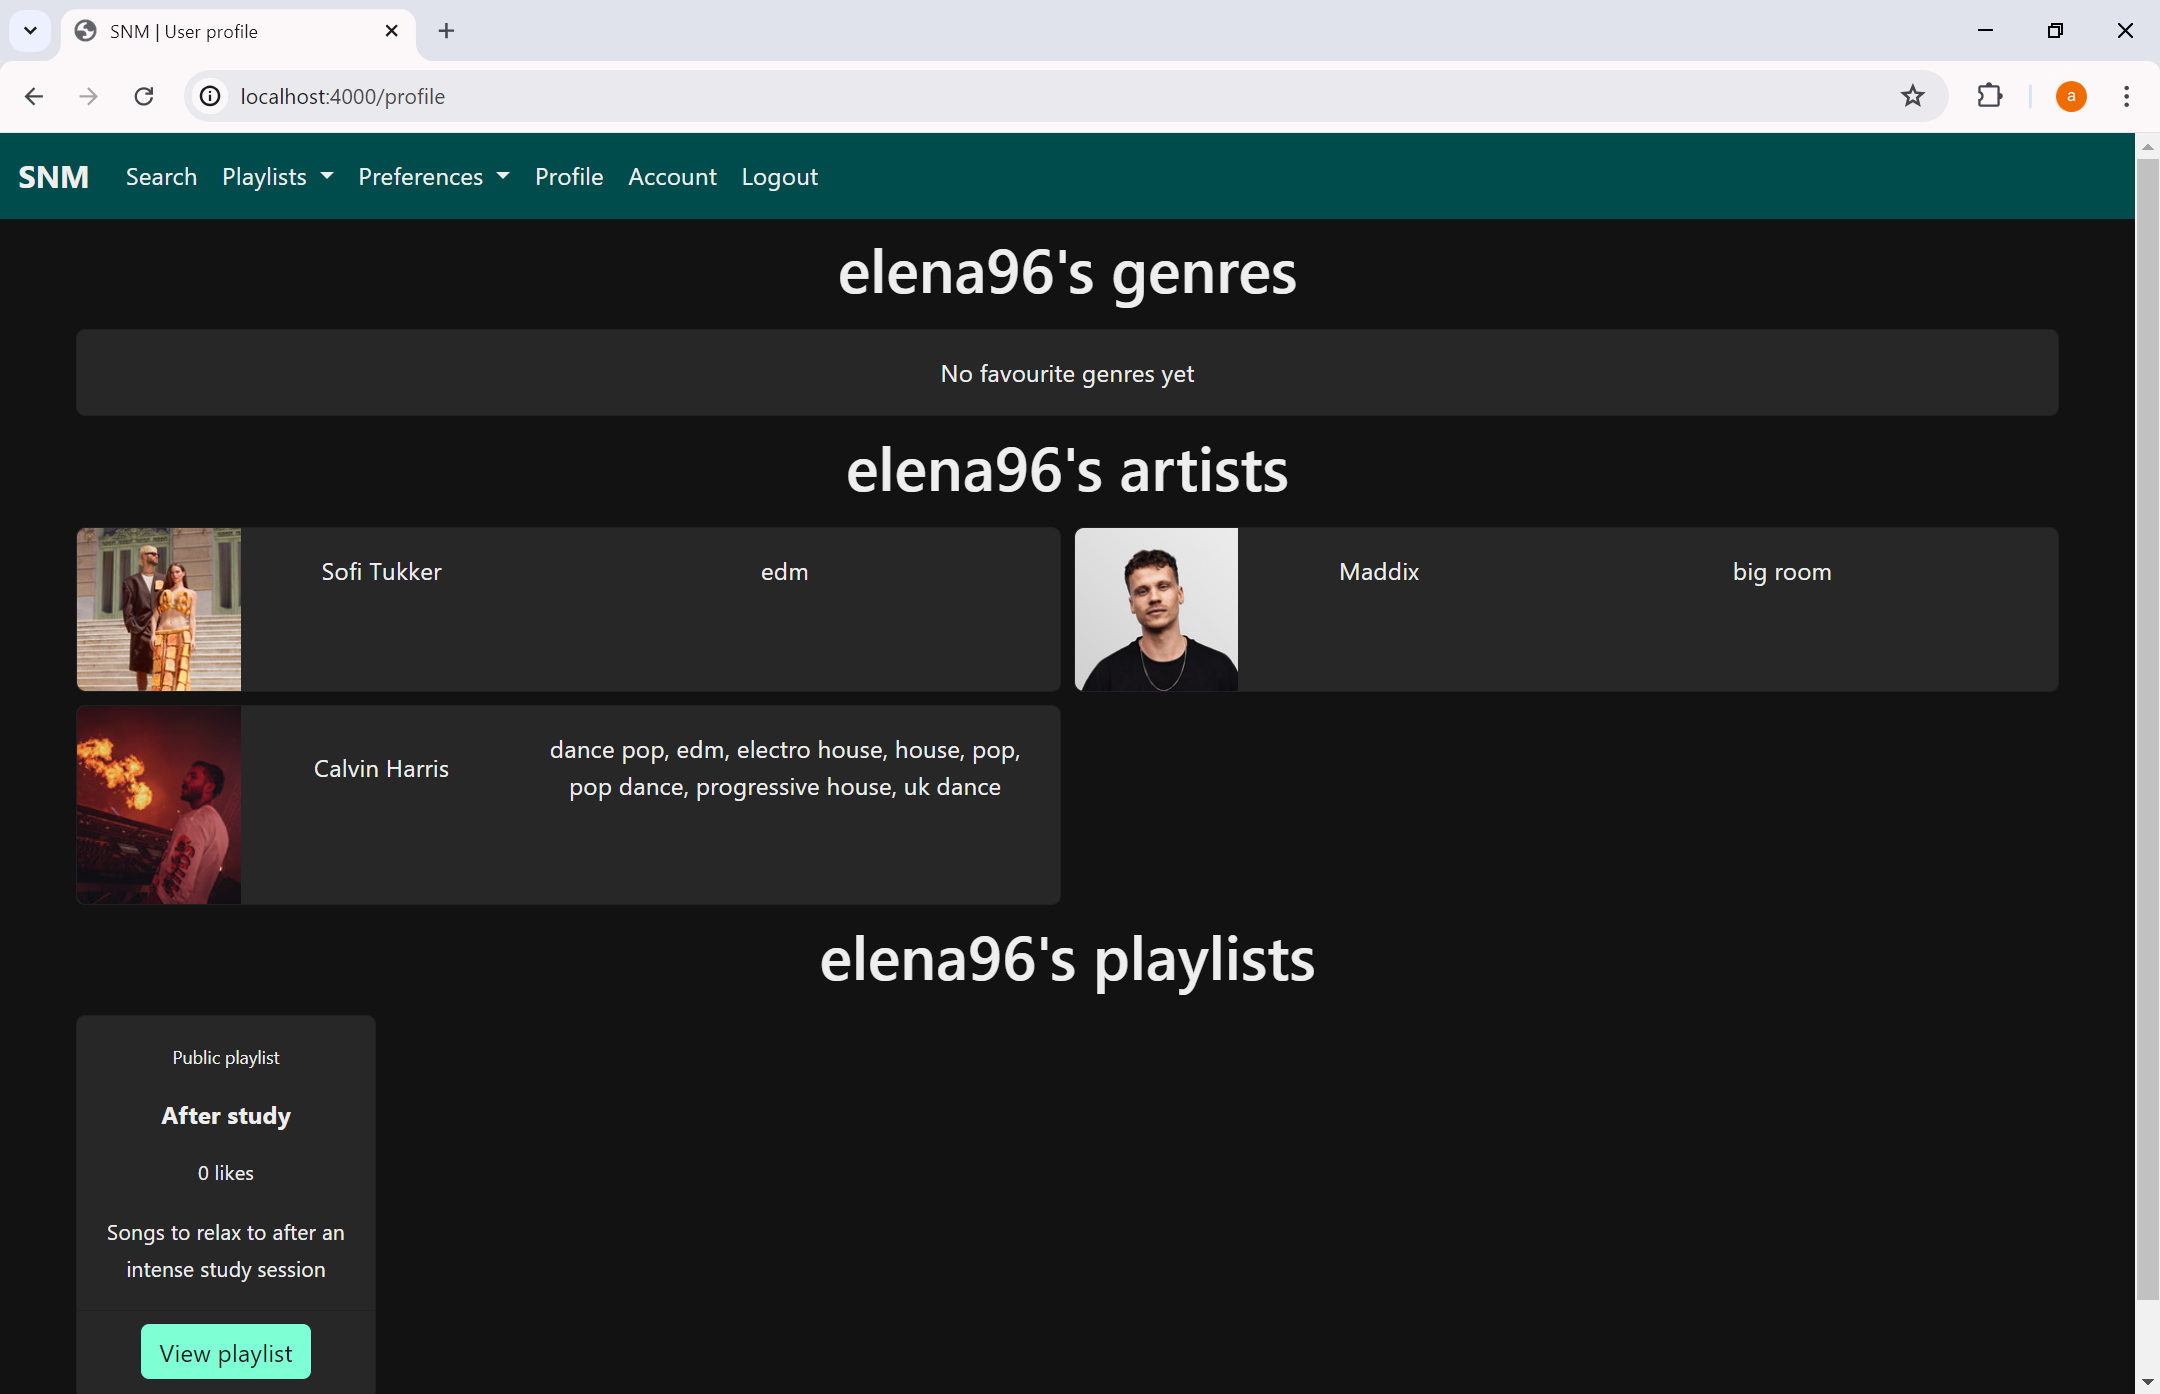 SNM | User profile
localhost:4000/profile
a
SNM Search Playlists Preferences Profile Account Logout
elena96's genres
No favourite genres yet
elena96's artists
Sofi Tukker
edm
Maddix
big room
Calvin Harris
dance pop, edm, electro house, house, pop,
pop dance, progressive house, uk dance
elena96's playlists
Public playlist
After study
0 likes
Songs to relax to after an
intense study session
View playlist